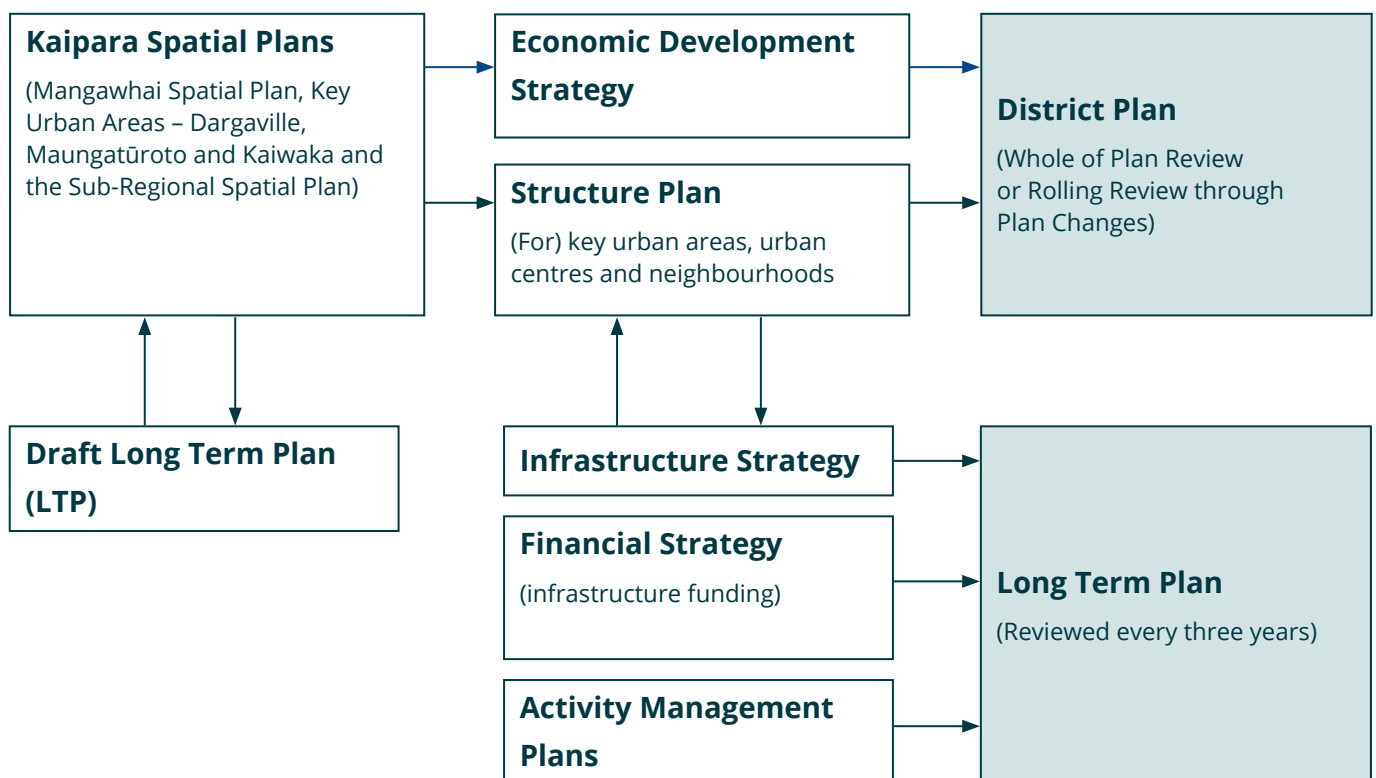 Kaipara Spatial Plans
(Mangawhai Spatial Plan, Key
Urban Areas – Dargaville,
Maungatūroto and Kaiwaka and
the Sub-Regional Spatial Plan)
Economic Development
Strategy
Structure Plan
(For) key urban areas, urban
centres and neighbourhoods
District Plan
(Whole of Plan Review
or Rolling Review through
Plan Changes)
Draft Long Term Plan
(LTP)
Infrastructure Strategy
Financial Strategy
(infrastructure funding)
Activity Management
Plans
Long Term Plan
(Reviewed every three years)